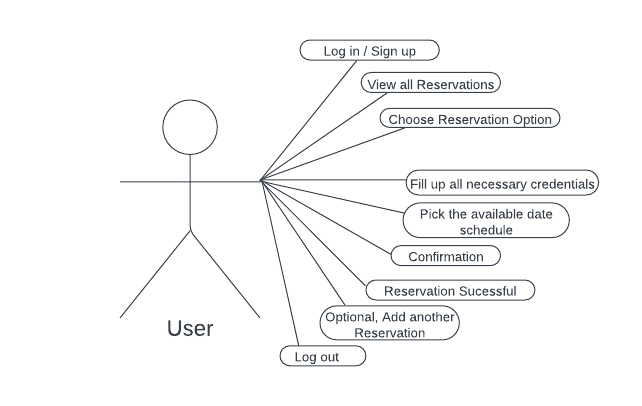 Log in / Sign up
View all Reservations
Choose Reservation Option
Fill up all necessary credentials
Pick the available date
schedule
Confirmation
Reservation Sucessful
Optional, Add another
Reservation
User
Log out